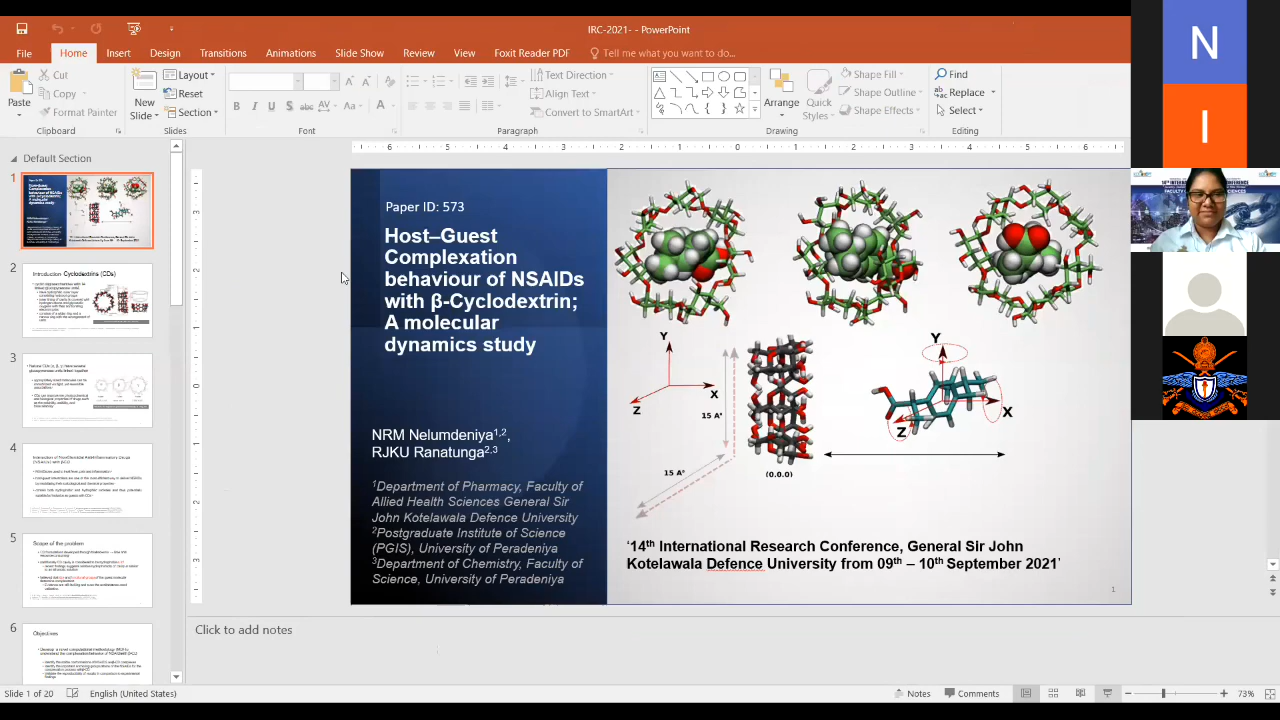 IRC-2021- - PowerPoint
File Home Insert Design Transitions Animations Slide Show Review View Foxit Reader PDF Tell me what you want to do...
Paste
Cut
Copy
Format Painter
Clipboard
New
Slide
Layout
Reset
Section
Slides
Font
Text Direction
Align Text
Convert to SmartArt
Paragraph
Arrange
Quick
Styles
Shape Fill
Shape Outline
Shape Effects
Drawing
Find
Replace
Select
Editing
N
I
Default Section
1
2
Introduction Cyclodextrins (CDs)
3
4
5
Scope of the problem
6
Objectives
Paper ID: 573
Host–Guest
Complexation
behaviour of NSAIDs
with β-Cyclodextrin;
A molecular
dynamics study
NRM Nelumdeniya1,2,
RJKU Ranatunga2,3
1Department of Pharmacy, Faculty of
Allied Health Sciences General Sir
John Kotelawala Defence University
2Postgraduate Institute of Science
(PGIS), University of Peradeniya
3Department of Chemistry, Faculty of
Science, University of Peradeniya
Y
X
Z
15 A°
15 A°
(0.0.0)
Y
X
Z
‘14th International Research Conference, General Sir John
Kotelawala Defence University from 09th – 10th September 2021’
1
Click to add notes
Slide 1 of 20 English (United States) Notes Comments 73%